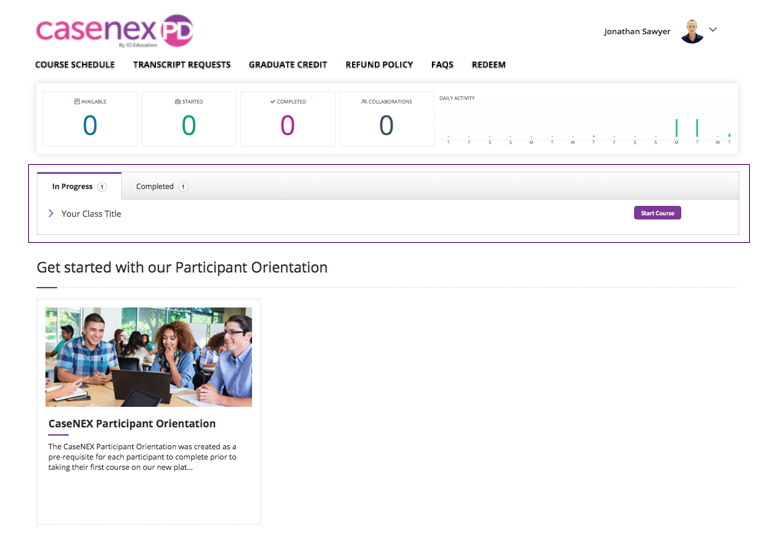 casenex PD
By IO Education
Jonathan Sawyer
COURSE SCHEDULE TRANSCRIPT REQUESTS GRADUATE CREDIT REFUND POLICY FAQS REDEEM
AVAILABLE
0
STARTED
0
COMPLETED
0
COLLABORATIONS
0
DAILY ACTIVITY
T F S S M T W T F S S M T W T
In Progress 1 Completed 1
Your Class Title Start Course
Get started with our Participant Orientation
CaseNEX Participant Orientation
The CaseNEX Participant Orientation was created as a
pre-requisite for each participant to complete prior to
taking their first course on our new plat...